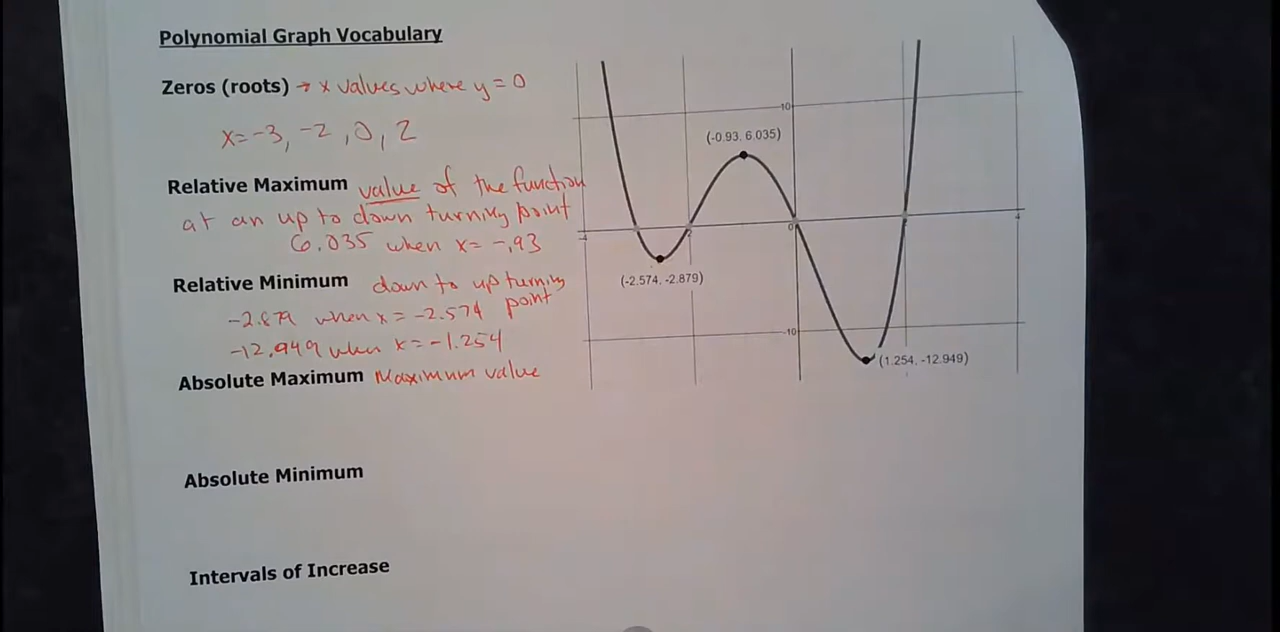 Polynomial Graph Vocabulary
Zeros (roots) → x values where y = 0
x = -3, -2, 0, 2
Relative Maximum value of the function
at an up to down turning point
6.035 when x = -.93
Relative Minimum down to up turning
point
-2.879 when x = -2.574
-12.949 when x = -1.254
Absolute Maximum Maximum value
Absolute Minimum
Intervals of Increase
10
(-0.93, 6.035)
-4
0
4
(-2.574, -2.879)
-10
(1.254, -12.949)